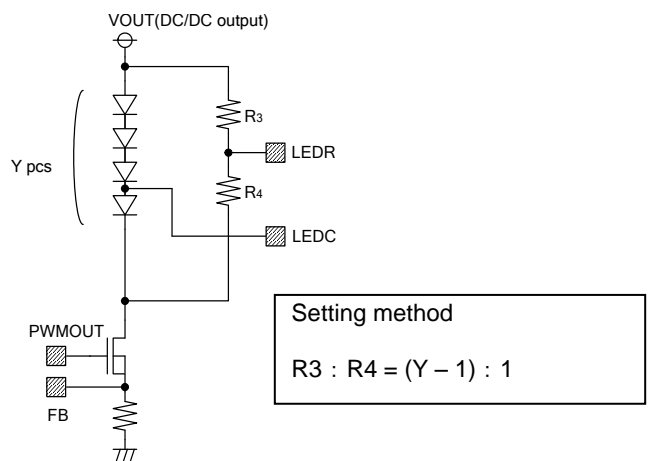 VOUT(DC/DC output)
R3
LEDR
Y pcs
R4
LEDC
PWMOUT
FB
Setting method
R3 : R4 = (Y – 1) : 1